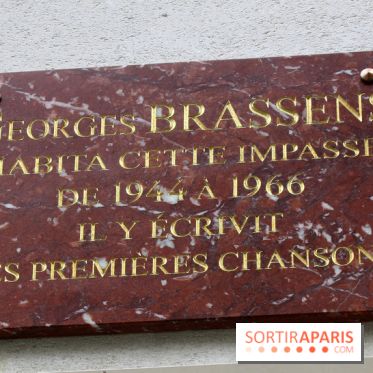 GEORGES BRASSENS
HABITA CETTE IMPASSE
DE 1944 À 1966
IL Y ÉCRIVIT
ES PREMIÈRES CHANSON
SORTIRAPARIS
.COM